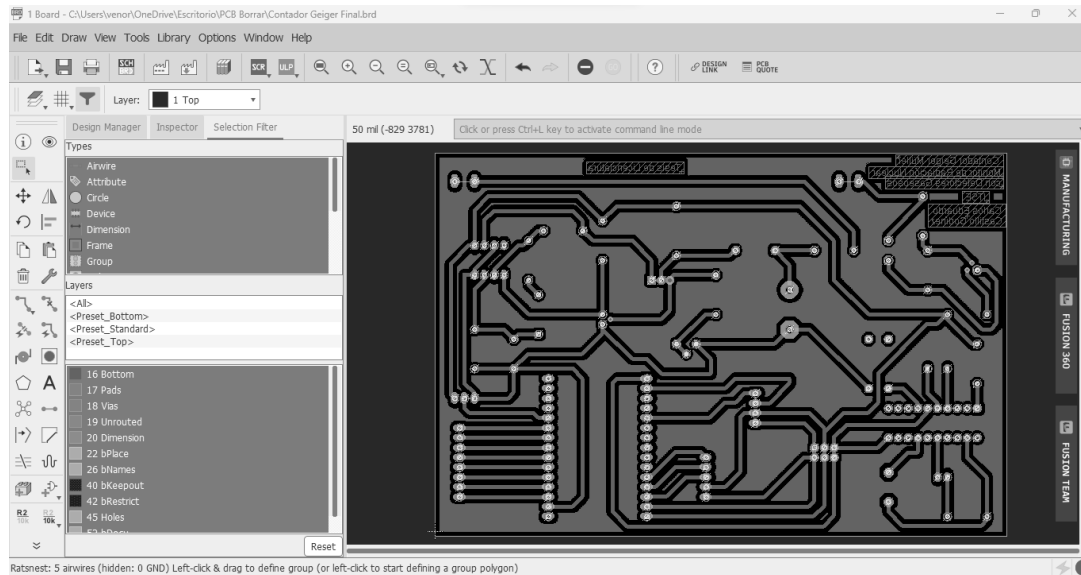 1 Board - C:\Users\venor\OneDrive\Escritorio\PCB Borrar\Contador Geiger Final.brd
File Edit Draw View Tools Library Options Window Help
SCH
SCR
ULP
DESIGN LINK
PCB QUOTE
Layer: 1 Top
Design Manager Inspector Selection Filter
50 mil (-829 3781) Click or press Ctrl+L key to activate command line mode
Types
Airwire
Attribute
Circle
Device
Dimension
Frame
Group
Layers
<All>
<Preset_Bottom>
<Preset_Standard>
<Preset_Top>
16 Bottom
17 Pads
18 Vias
19 Unrouted
20 Dimension
22 bPlace
26 bNames
40 bKeepout
42 bRestrict
45 Holes
Reset
R2
10k
R2
10k
MANUFACTURING
FUSION 360
FUSION TEAM
Ratsnest: 5 airwires (hidden: 0 GND) Left-click & drag to define group (or left-click to start defining a group polygon)